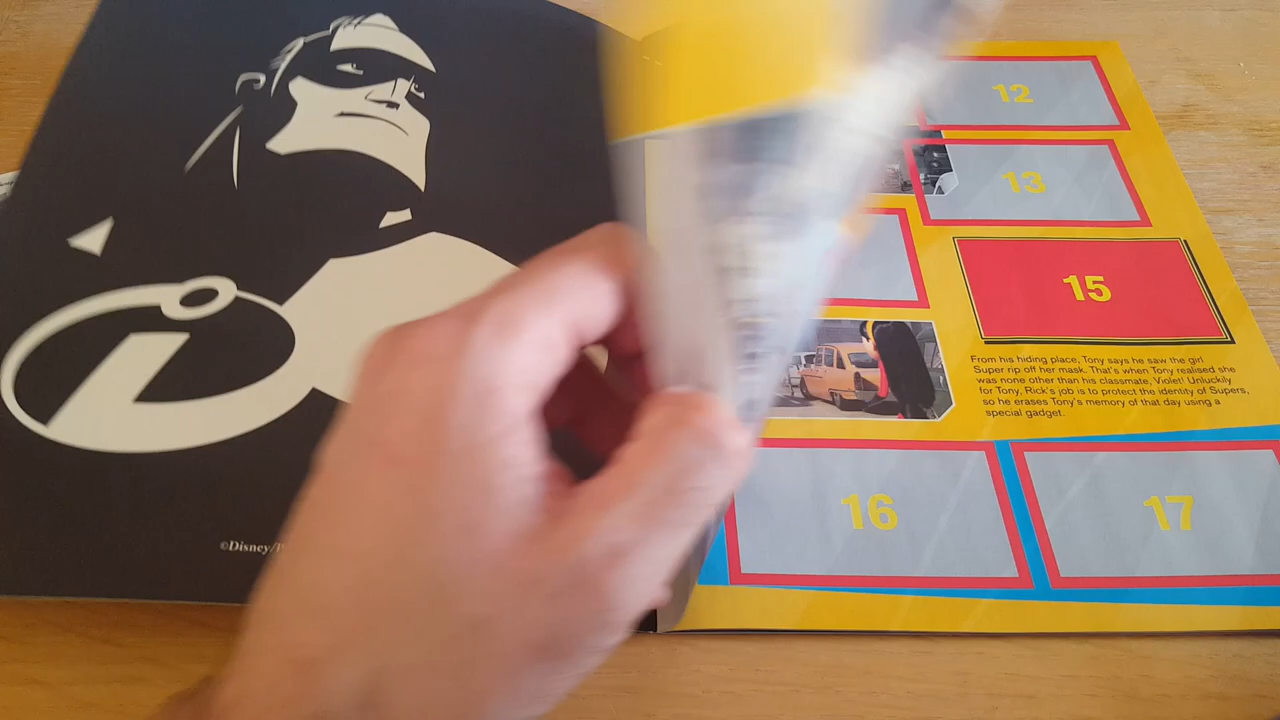 12
13
15
From his hiding place, Tony says he saw the girl
Super rip off her mask. That's when Tony realised she
was none other than his classmate, Violet! Unluckily
for Tony, Rick's job is to protect the identity of Supers,
so he erases Tony's memory of that day using a
special gadget.
16
17
©Disney/